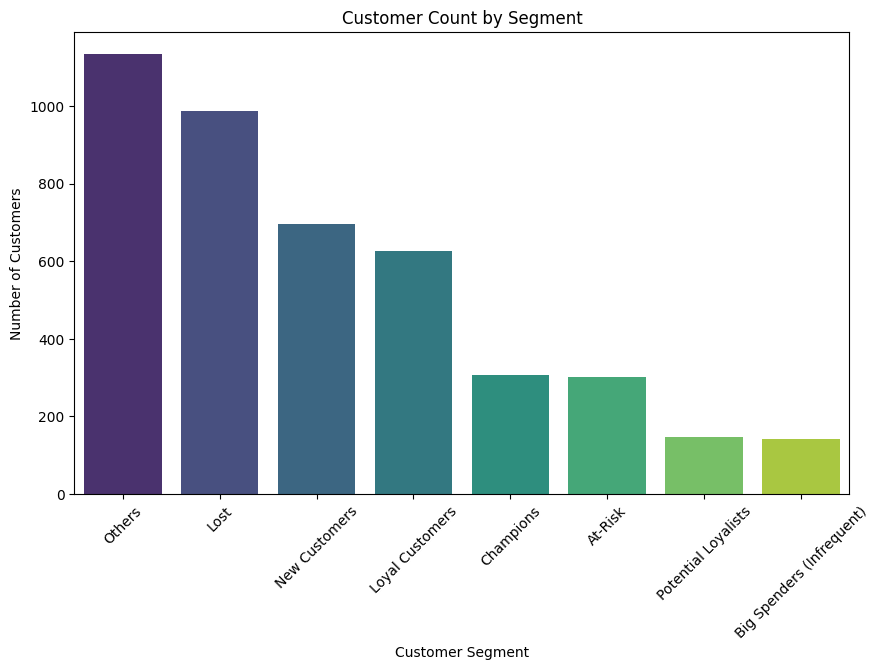 Customer Count by Segment
Number of Customers
1000
800
600
400
200
0
Others
Lost
New Customers
Loyal Customers
Champions
At-Risk
Potential Loyalists
Big Spenders (Infrequent)
Customer Segment